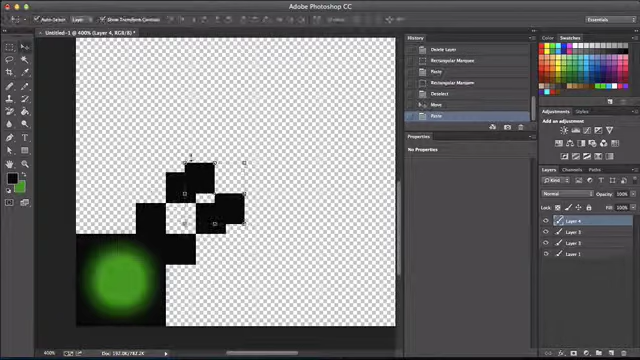 Adobe Photoshop CC
Auto-Select:
Layer
Show Transform Controls
Essentials
Untitled-1 @ 400% (Layer 4, RGB/8) *
History
Delete Layer
Rectangular Marquee
Paste
Rectangular Marquee
Deselect
Move
Paste
Properties
No Properties
Color
Swatches
Adjustments
Styles
Add an adjustment
Layers
Channels
Paths
Kind
Normal
Opacity: 100%
Lock:
Fill: 100%
Layer 4
Layer 3
Layer 1
400%